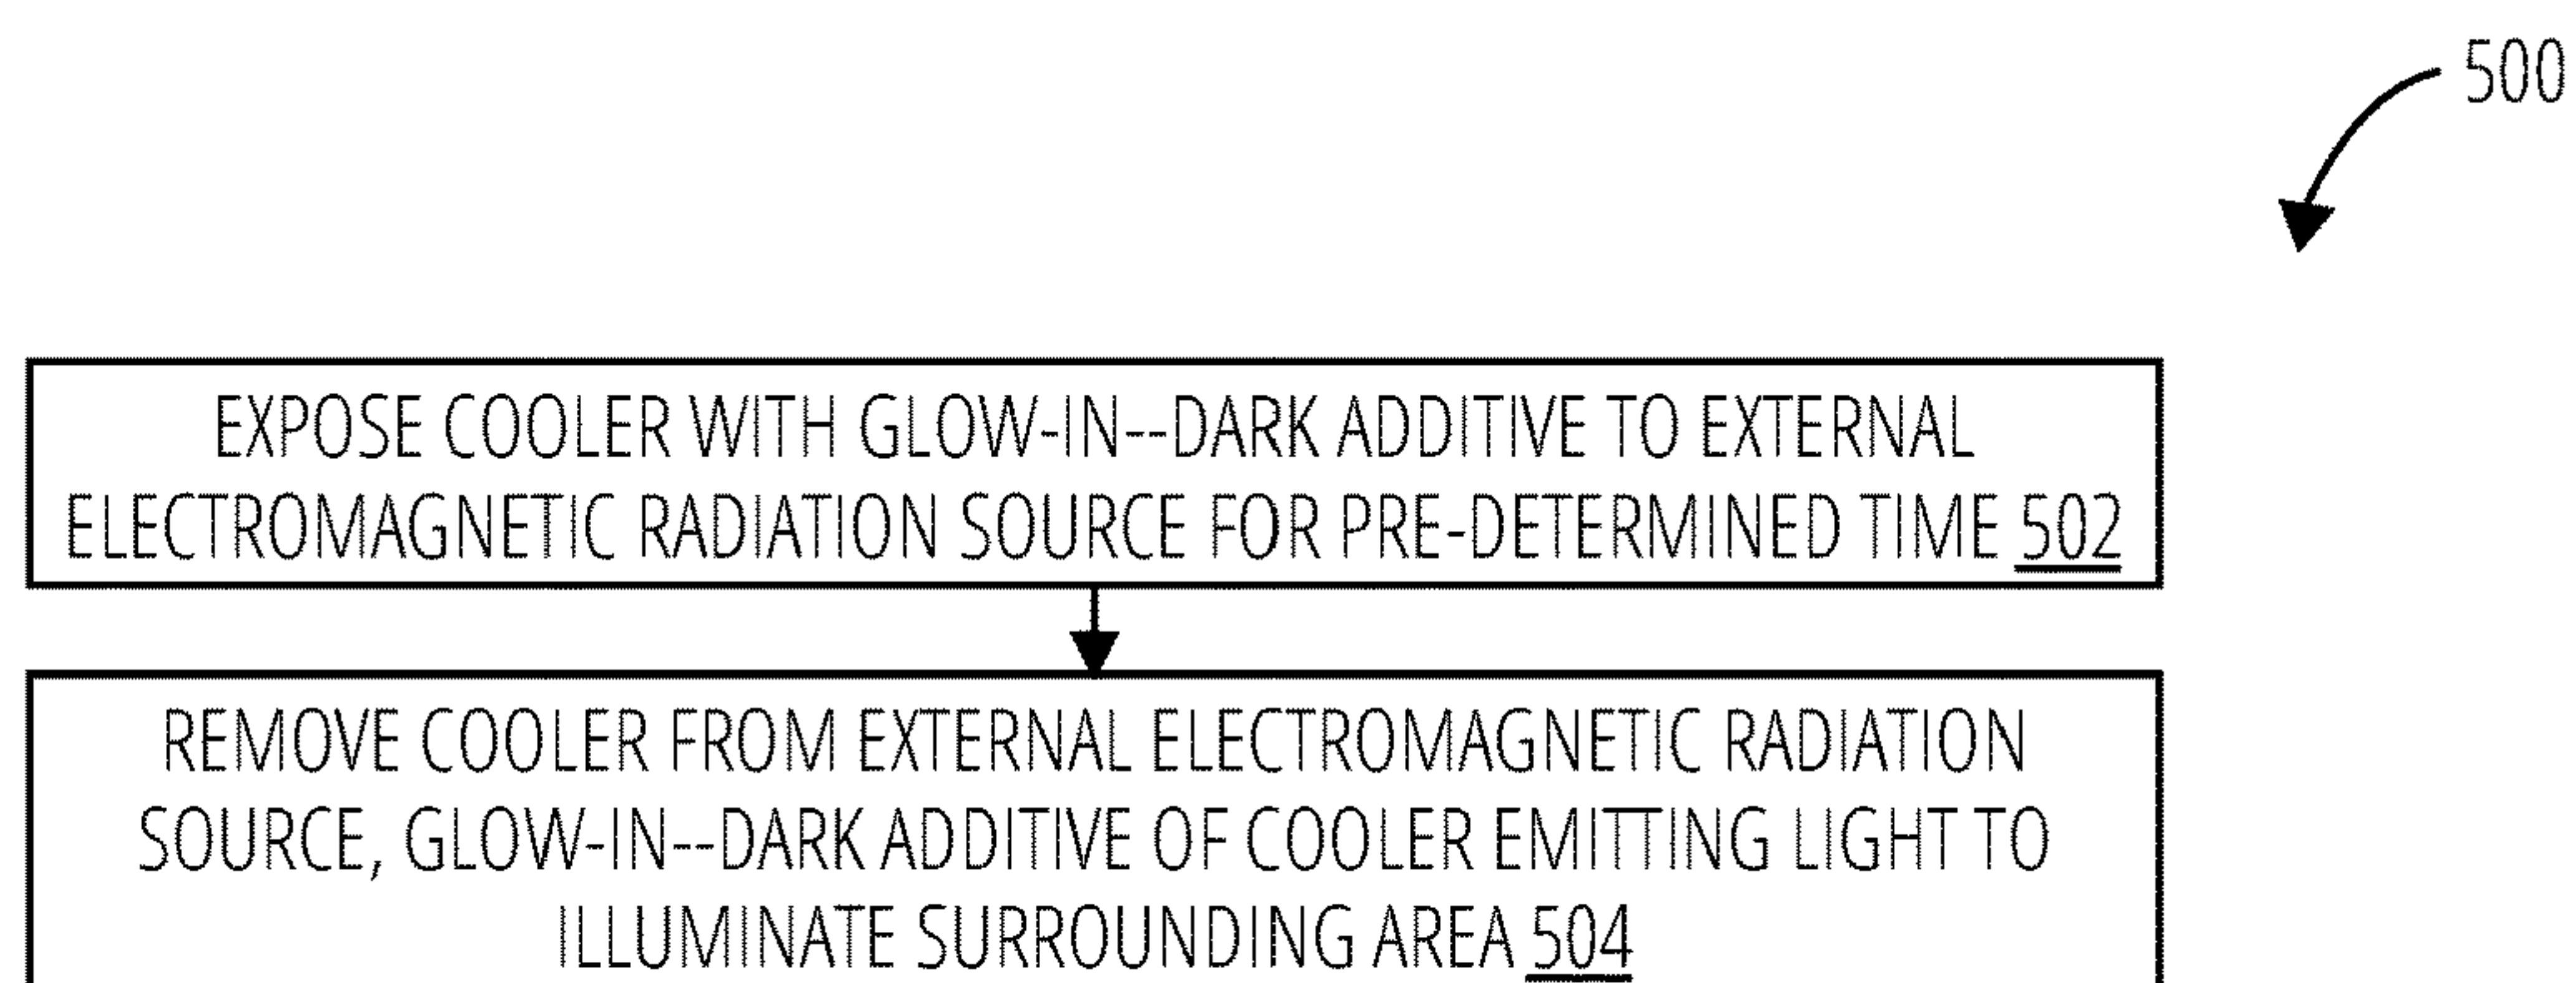 500
EXPOSE COOLER WITH GLOW-IN--DARK ADDITIVE TO EXTERNAL
ELECTROMAGNETIC RADIATION SOURCE FOR PRE-DETERMINED TIME 502
REMOVE COOLER FROM EXTERNAL ELECTROMAGNETIC RADIATION
SOURCE, GLOW-IN--DARK ADDITIVE OF COOLER EMITTING LIGHT TO
ILLUMINATE SURROUNDING AREA 504